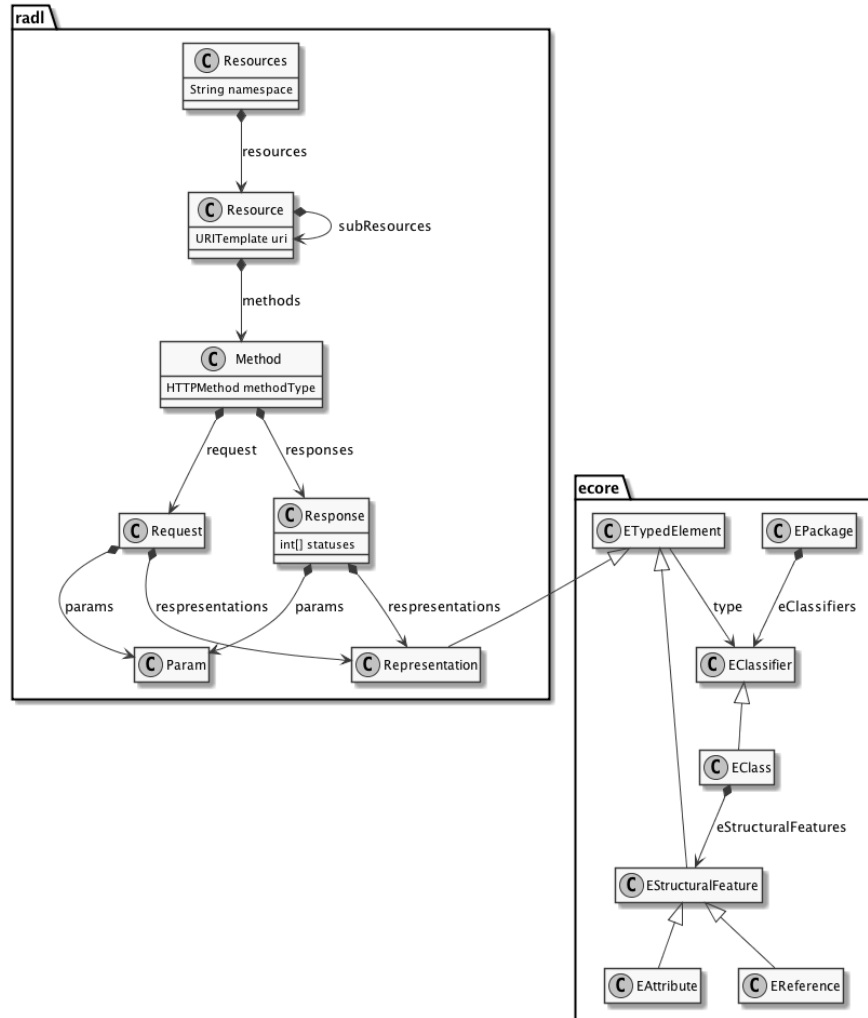 radl
C Resources
String namespace
resources
C Resource
URITemplate uri
subResources
methods
C Method
HTTPMethod methodType
request
responses
C Request
C Response
int[] statuses
params
respresentations
params
respresentations
C Param
C Representation
ecore
C ETypedElement
C EPackage
type
eClassifiers
C EClassifier
C EClass
eStructuralFeatures
C EStructuralFeature
C EAttribute
C EReference